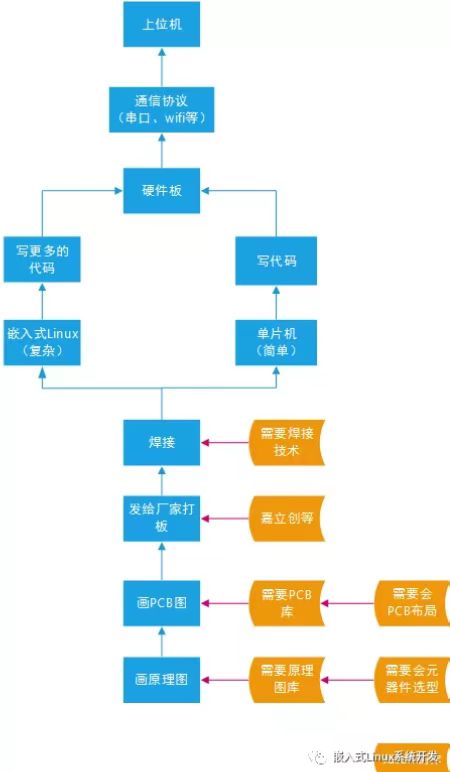 上位机
通信协议
（串口、wifi等）
硬件板
写更多的
代码
写代码
嵌入式Linux
（复杂）
单片机
（简单）
焊接
需要焊接
技术
发给厂家打
板
嘉立创等
画PCB图
需要PCB
库
需要会
PCB布局
画原理图
需要原理
图库
需要会元
器件选型
嵌入式Linux系统开发